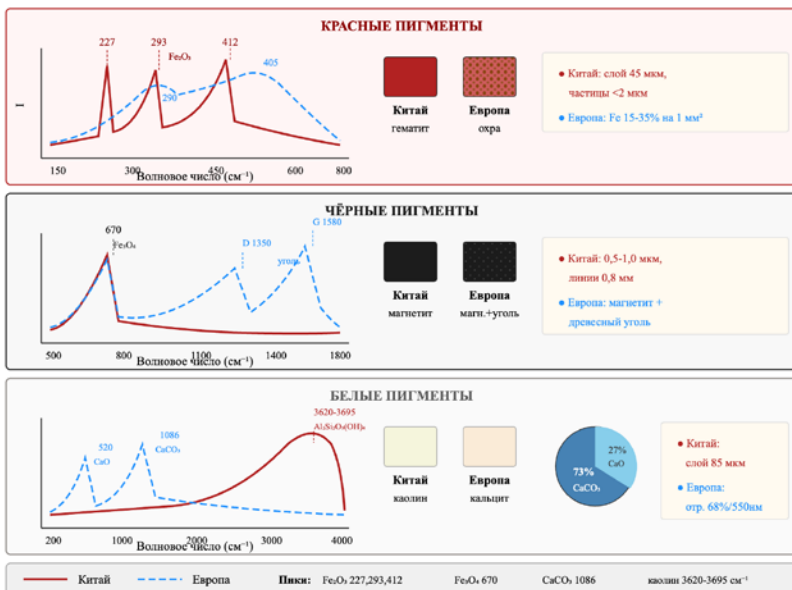 КРАСНЫЕ ПИГМЕНТЫ
227 293 412
Fe₂O₃
405
290
I
150 300 450 600 800
Волновое число (см⁻¹)
Китай Европа
гематит охра
• Китай: слой 45 мкм,
частицы <2 мкм
• Европа: Fe 15-35% на 1 мм²
ЧЁРНЫЕ ПИГМЕНТЫ
670
Fe₃O₄
D 1350
G 1580
уголь
500 800 1100 1400 1800
Волновое число (см⁻¹)
Китай Европа
магнетит магн.+уголь
• Китай: 0,5-1,0 мкм,
линии 0,8 мм
• Европа: магнетит +
древесный уголь
БЕЛЫЕ ПИГМЕНТЫ
520
CaO
1086
CaCO₃
3620-3695
Al₂Si₂O₅(OH)₄
200 1000 2000 3000 4000
Волновое число (см⁻¹)
Китай Европа
каолин кальцит
27%
CaO
73%
CaCO₃
• Китай:
слой 85 мкм
• Европа:
отр. 68%/550нм
Китай Европа Пики: Fe₂O₃ 227,293,412 Fe₃O₄ 670 CaCO₃ 1086 каолин 3620-3695 см⁻¹